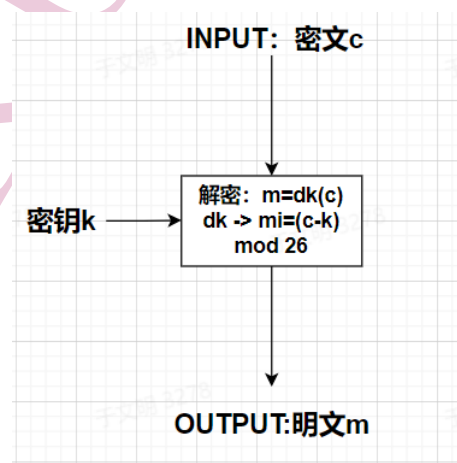 INPUT：密文c
解密：m=dk(c)
密钥k
dk -> mi=(c-k)
mod 26
OUTPUT:明文m